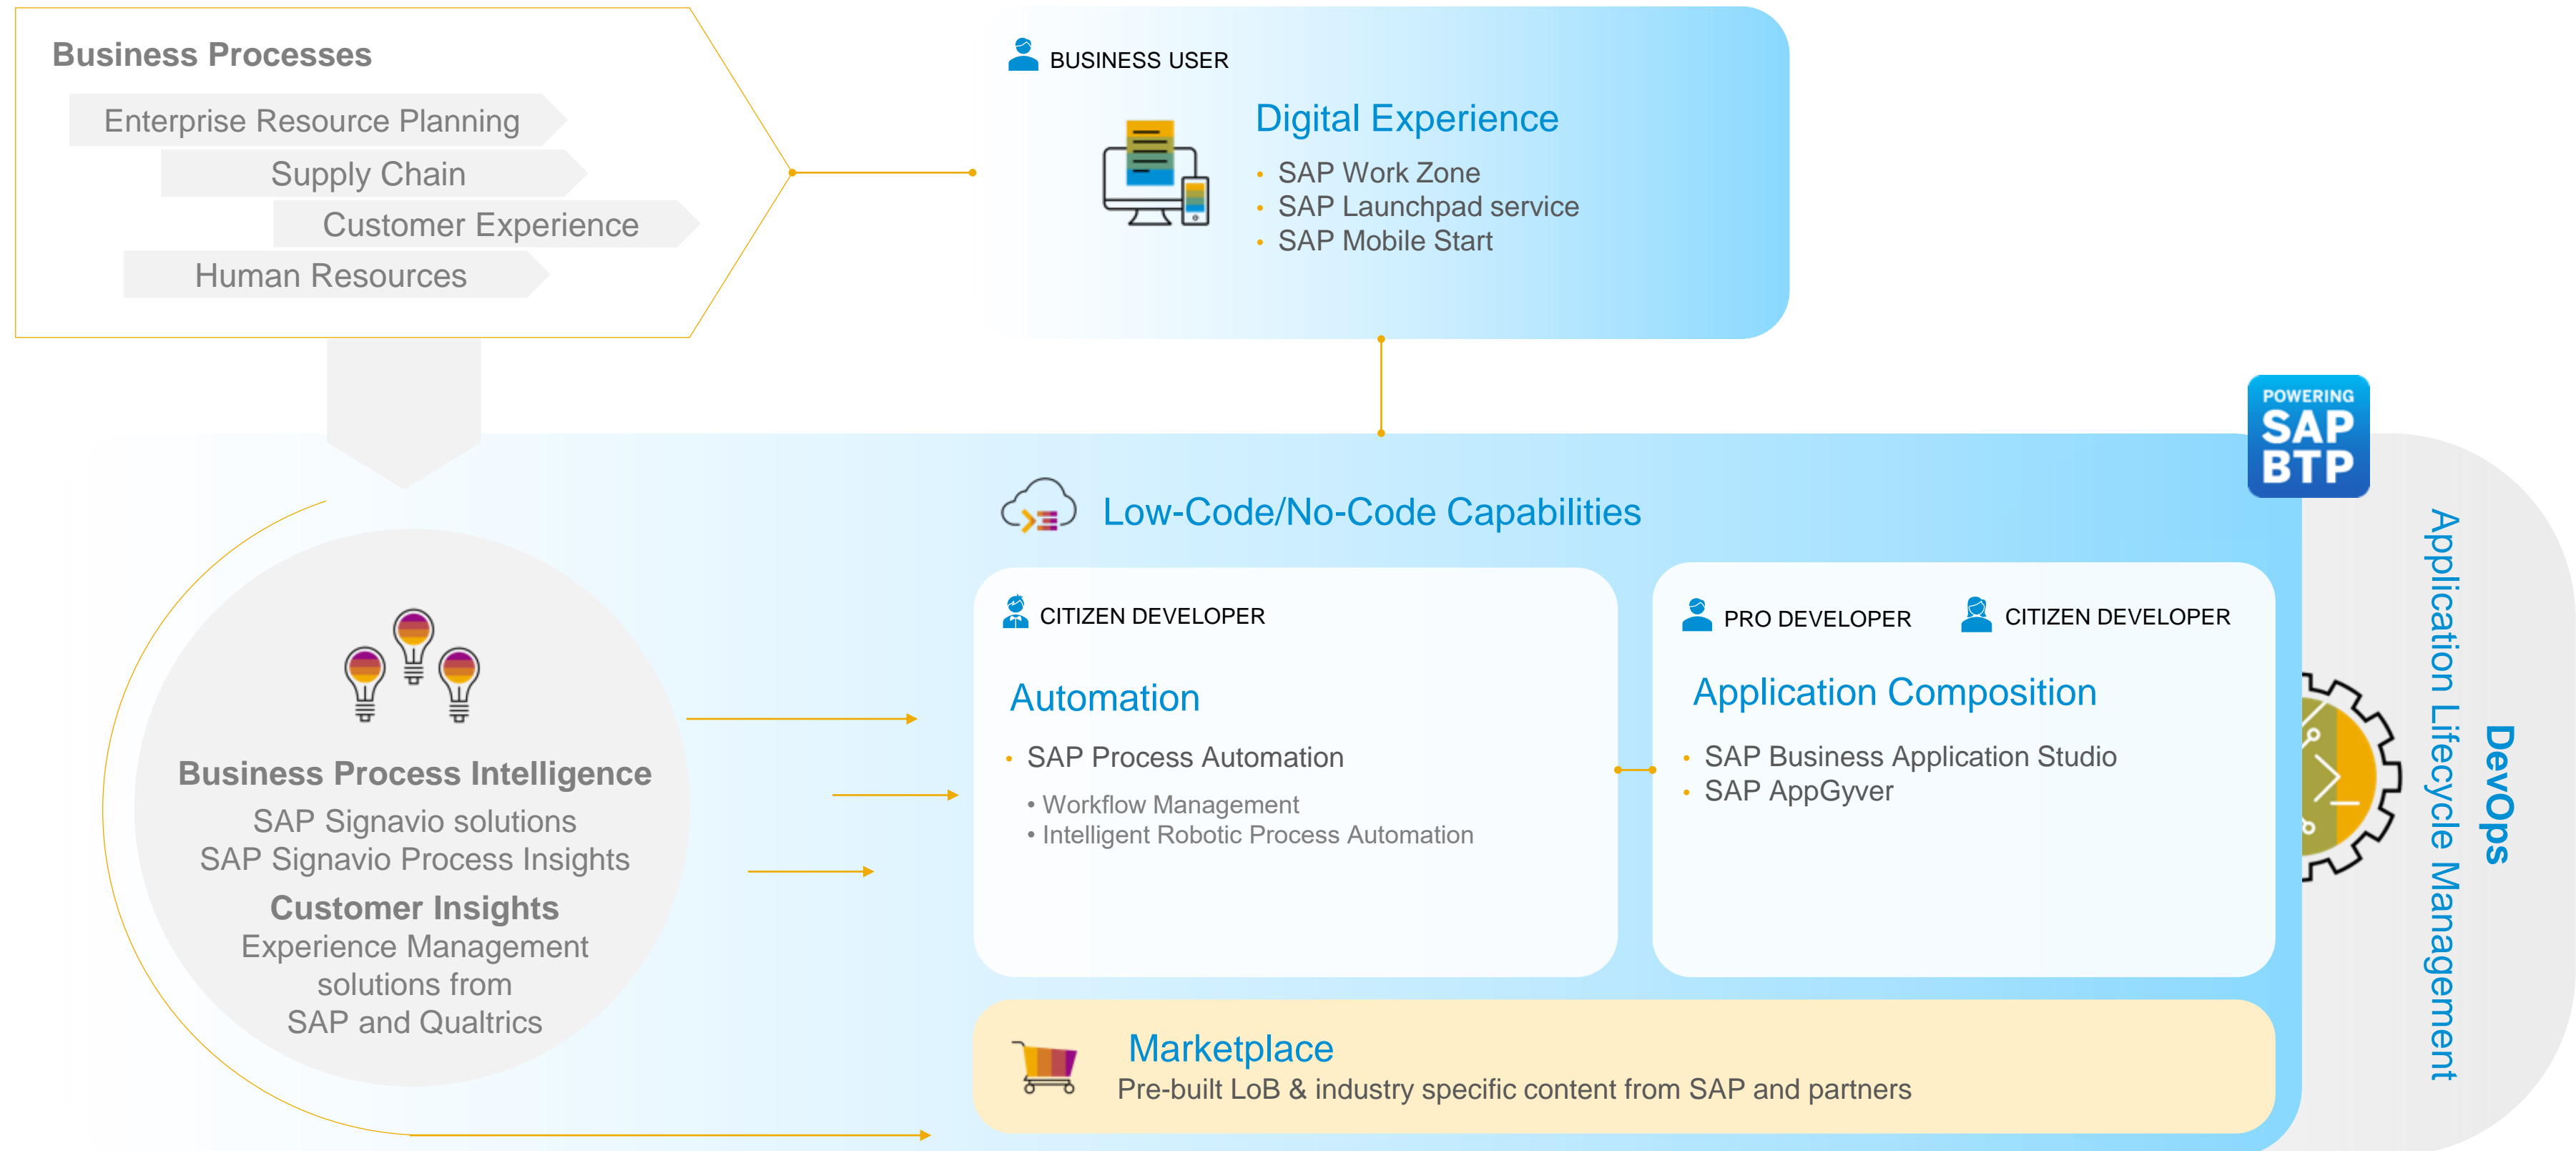 Business Processes
Enterprise Resource Planning
Supply Chain
Customer Experience
Human Resources
BUSINESS USER
Digital Experience
• SAP Work Zone
• SAP Launchpad service
• SAP Mobile Start
POWERING
SAP
BTP
Low-Code/No-Code Capabilities
CITIZEN DEVELOPER
Automation
• SAP Process Automation
• Workflow Management
• Intelligent Robotic Process Automation
PRO DEVELOPER
CITIZEN DEVELOPER
Application Composition
• SAP Business Application Studio
• SAP AppGyver
Business Process Intelligence
SAP Signavio solutions
SAP Signavio Process Insights
Customer Insights
Experience Management
solutions from
SAP and Qualtrics
Marketplace
Pre-built LoB & industry specific content from SAP and partners
DevOps
Application Lifecycle Management